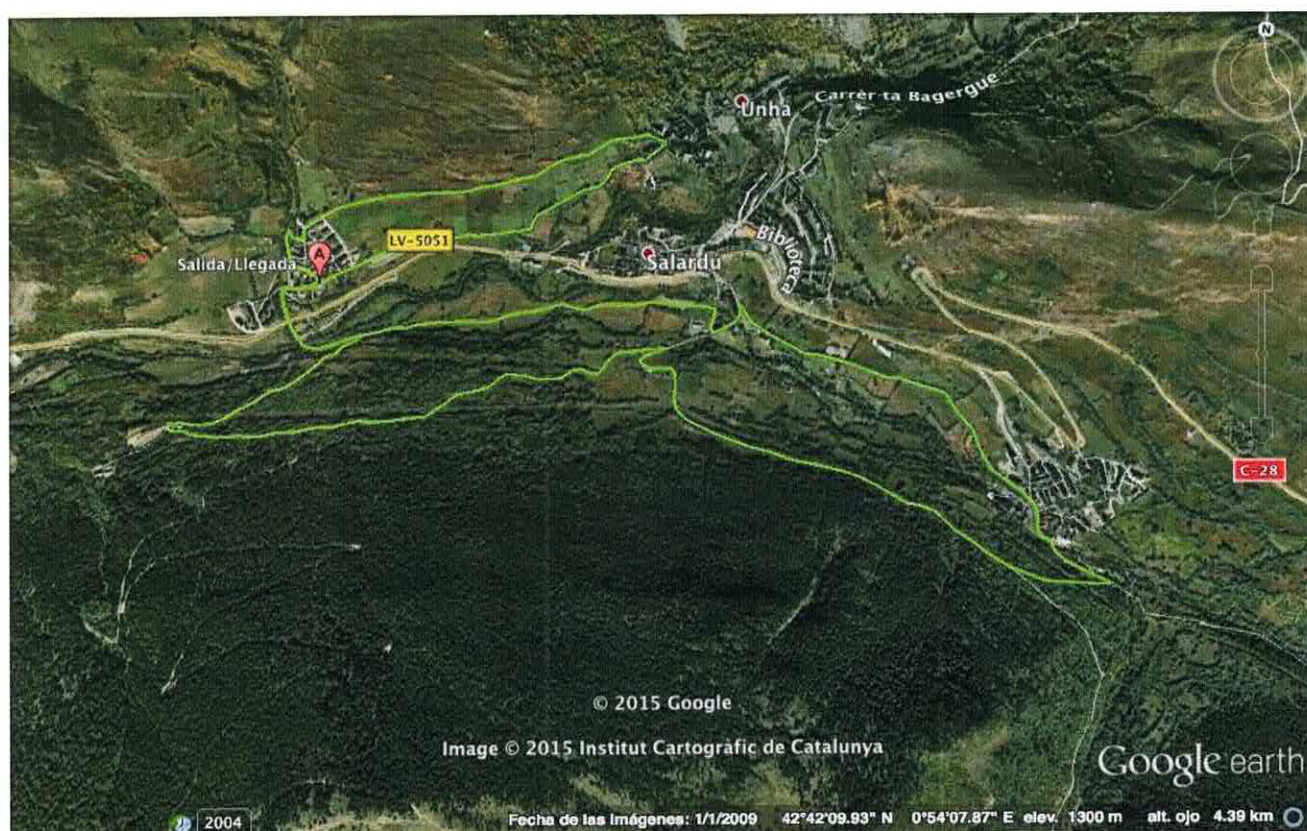 N
Unha
Carrèr ta Bagergue
A
LV-5051
Biblioteca
Salida/Llegada
Salardú
C-28
© 2015 Google
Image © 2015 Institut Cartogràfic de Catalunya
Google earth
2004
Fecha de las imágenes: 1/1/2009 42°42'09.93" N 0°54'07.87" E elev. 1300 m alt. ojo 4.39 km